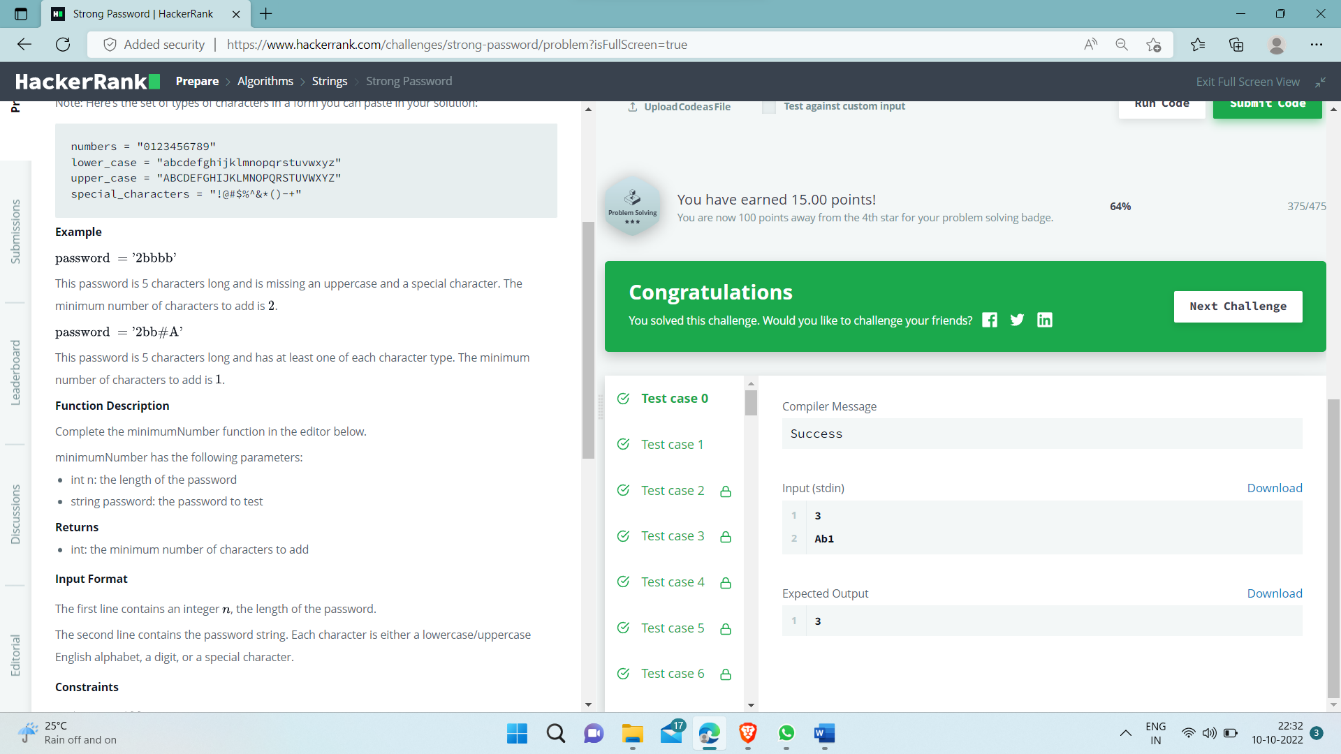 Strong Password | HackerRank
Added security
https://www.hackerrank.com/challenges/strong-password/problem?isFullScreen=true
HackerRank
Prepare > Algorithms > Strings > Strong Password
Exit Full Screen View
Note: Here's the set of types of characters in a form you can paste in your solution:
numbers = "0123456789"
lower_case = "abcdefghijklmnopqrstuvwxyz"
upper_case = "ABCDEFGHIJKLMNOPQRSTUVWXYZ"
special_characters = "!@#$%^&*()-+"
Example
password = '2bbbb'
This password is 5 characters long and is missing an uppercase and a special character. The
minimum number of characters to add is 2.
password = '2bb#A'
This password is 5 characters long and has at least one of each character type. The minimum
number of characters to add is 1.
Function Description
Complete the minimumNumber function in the editor below.
minimumNumber has the following parameters:
• int n: the length of the password
• string password: the password to test
Returns
• int: the minimum number of characters to add
Input Format
The first line contains an integer n, the length of the password.
The second line contains the password string. Each character is either a lowercase/uppercase
English alphabet, a digit, or a special character.
Constraints
Submissions
Leaderboard
Discussions
Editorial
Upload Code as File
Test against custom input
Run Code
Submit Code
Problem Solving
You have earned 15.00 points!
You are now 100 points away from the 4th star for your problem solving badge.
64%
375/475
Congratulations
You solved this challenge. Would you like to challenge your friends?
Next Challenge
Test case 0
Test case 1
Test case 2
Test case 3
Test case 4
Test case 5
Test case 6
Compiler Message
Success
Input (stdin)
Download
1 3
2 Ab1
Expected Output
Download
1 3
25°C
Rain off and on
17
ENG
IN
22:32
10-10-2022
3